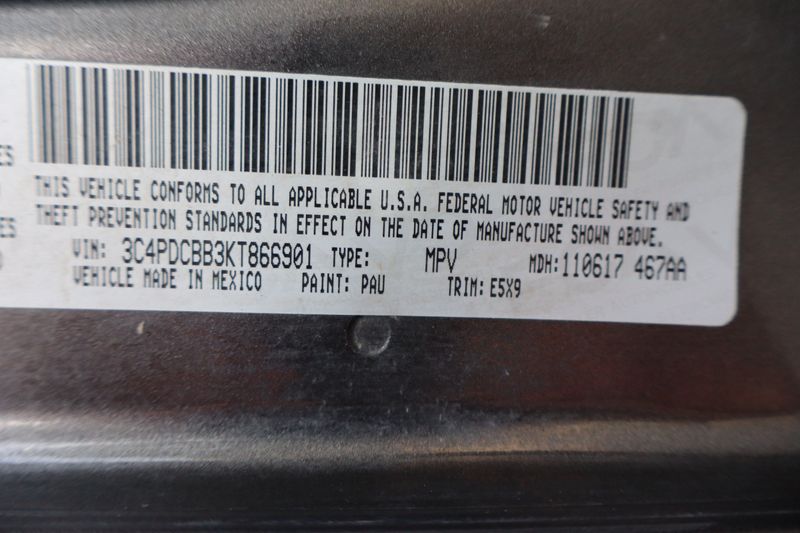 ES
THIS VEHICLE CONFORMS TO ALL APPLICABLE U.S.A. FEDERAL MOTOR VEHICLE SAFETY AND
THEFT PREVENTION STANDARDS IN EFFECT ON THE DATE OF MANUFACTURE SHOWN ABOVE.
ES
VIN: 3C4PDCBB3KT866901 TYPE: MPV MDH:110617 467AA
VEHICLE MADE IN MEXICO PAINT: PAU TRIM: E5X9